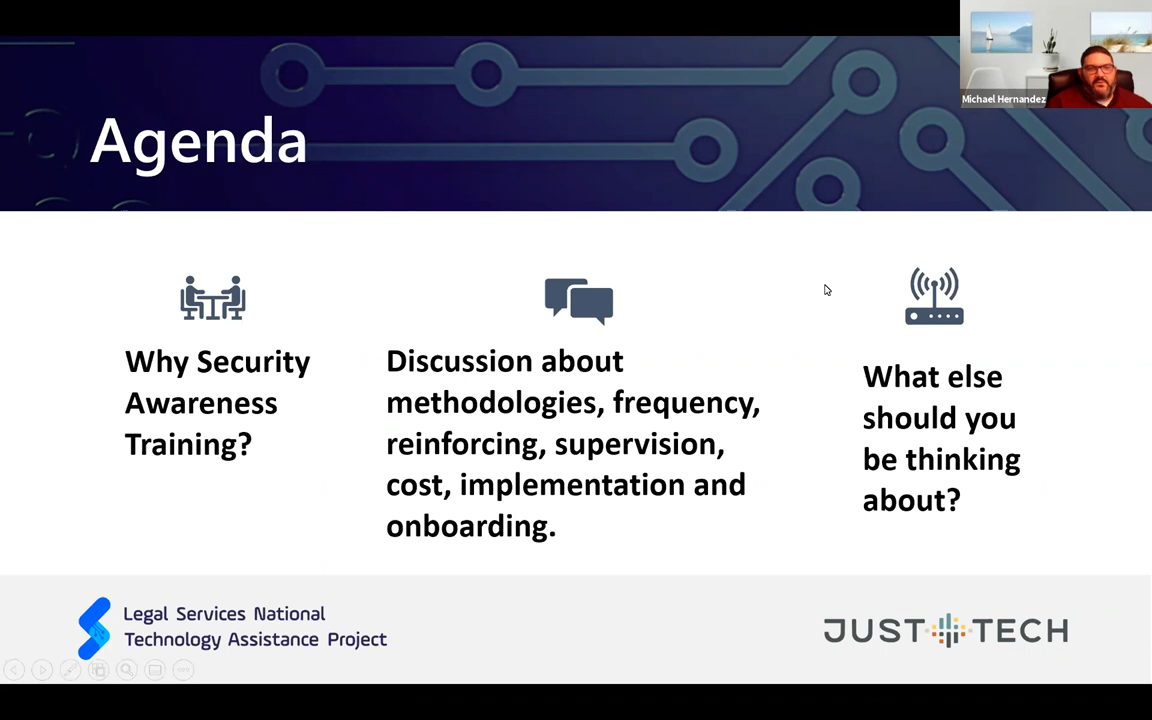 Michael Hernandez
Agenda
Why Security
Awareness
Training?
Discussion about
methodologies, frequency,
reinforcing, supervision,
cost, implementation and
onboarding.
What else
should you
be thinking
about?
Legal Services National
Technology Assistance Project
JUST TECH